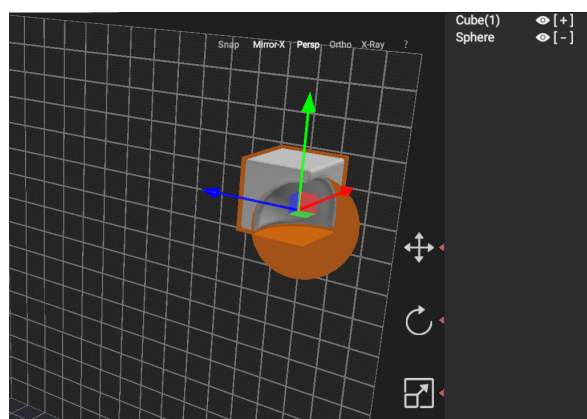 Snap Mirror-X Persp Ortho X-Ray ?
Cube(1) [+]
Sphere [-]